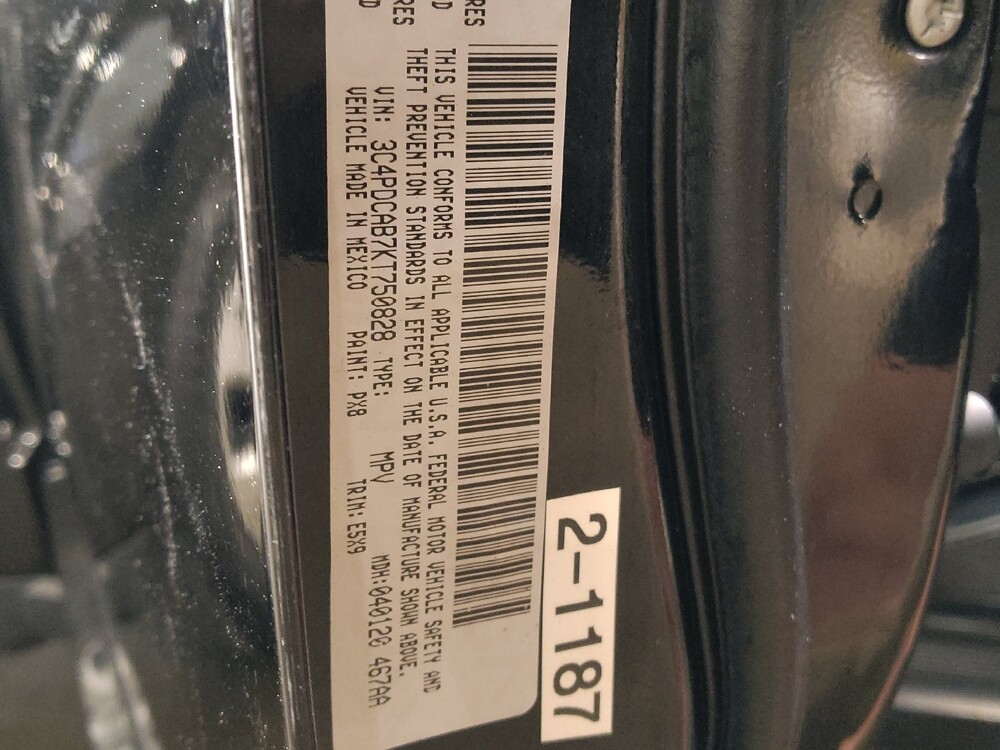 RES
D
RES
D
THIS VEHICLE CONFORMS TO ALL APPLICABLE U.S.A. FEDERAL MOTOR VEHICLE SAFETY AND
THEFT PREVENTION STANDARDS IN EFFECT ON THE DATE OF MANUFACTURE SHOWN ABOVE.
VIN: 3C4PDCAB7KT750828 TYPE: MPV MDH:040120 467AA
VEHICLE MADE IN MEXICO PAINT: PX8 TRIM: E5X9
2-1187